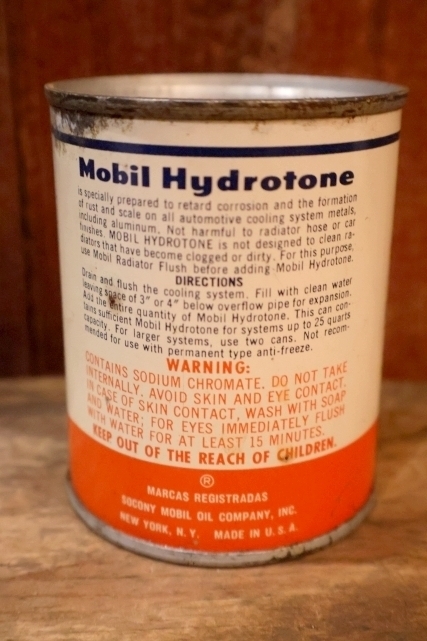 Mobil Hydrotone
is specially prepared to retard corrosion and the formation
of rust and scale on all automotive cooling system metals,
including aluminum. Not harmful to radiator hose or car
finishes. MOBIL HYDROTONE is not designed to clean ra-
diators that have become clogged or dirty. For this purpose,
use Mobil Radiator Flush before adding Mobil Hydrotone.
DIRECTIONS
Drain and flush the cooling system. Fill with clean water
leaving space of 3" or 4" below overflow pipe for expansion.
Add the entire quantity of Mobil Hydrotone. This can con-
tains sufficient Mobil Hydrotone for systems up to 25 quarts
capacity. For larger systems, use two cans. Not recom-
mended for use with permanent type anti-freeze.
WARNING:
CONTAINS SODIUM CHROMATE. DO NOT TAKE
INTERNALLY. AVOID SKIN AND EYE CONTACT.
IN CASE OF SKIN CONTACT, WASH WITH SOAP
AND WATER; FOR EYES IMMEDIATELY FLUSH
WITH WATER FOR AT LEAST 15 MINUTES.
KEEP OUT OF THE REACH OF CHILDREN.
®
MARCAS REGISTRADAS
SOCONY MOBIL OIL COMPANY, INC.
NEW YORK, N.Y. MADE IN U.S.A.